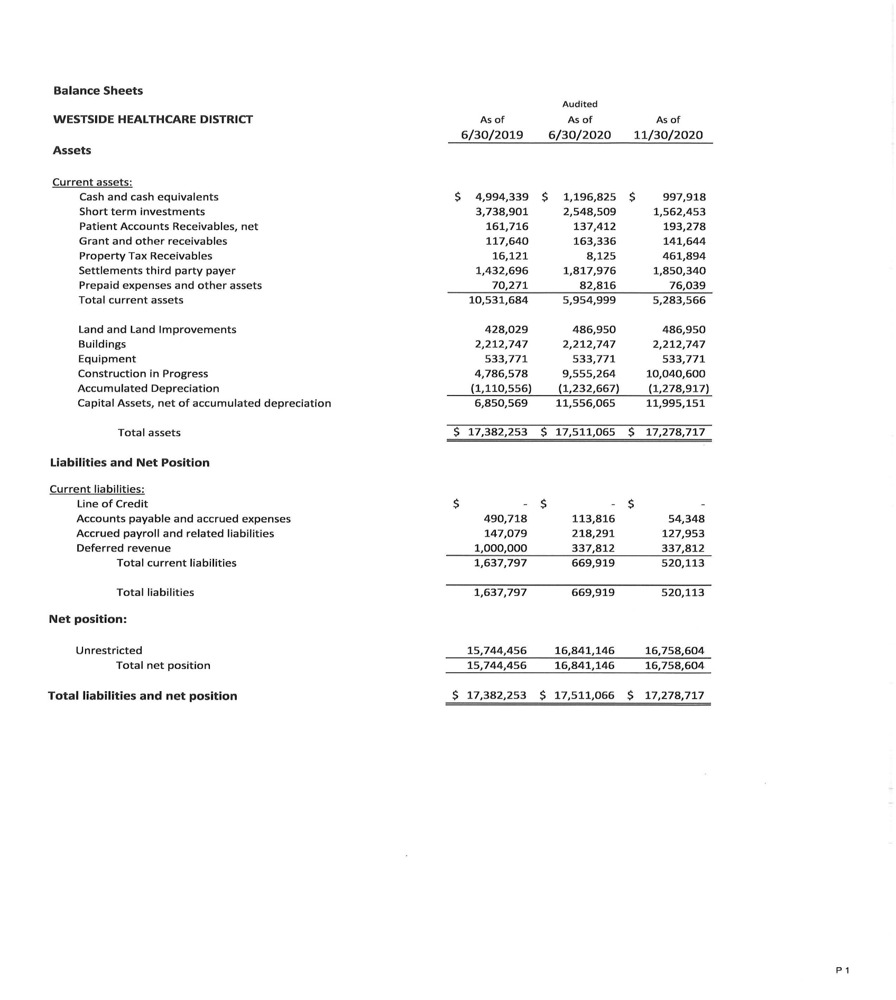 Balance Sheets
Audited
WESTSIDE HEALTHCARE DISTRICT As of As of As of
6/30/2019 6/30/2020 11/30/2020
Assets
Current assets:
Cash and cash equivalents $ 4,994,339 $ 1,196,825 $ 997,918
Short term investments 3,738,901 2,548,509 1,562,453
Patient Accounts Receivables, net 161,716 137,412 193,278
Grant and other receivables 117,640 163,336 141,644
Property Tax Receivables 16,121 8,125 461,894
Settlements third party payer 1,432,696 1,817,976 1,850,340
Prepaid expenses and other assets 70,271 82,816 76,039
Total current assets 10,531,684 5,954,999 5,283,566
Land and Land Improvements 428,029 486,950 486,950
Buildings 2,212,747 2,212,747 2,212,747
Equipment 533,771 533,771 533,771
Construction in Progress 4,786,578 9,555,264 10,040,600
Accumulated Depreciation (1,110,556) (1,232,667) (1,278,917)
Capital Assets, net of accumulated depreciation 6,850,569 11,556,065 11,995,151
Total assets $ 17,382,253 $ 17,511,065 $ 17,278,717
Liabilities and Net Position
Current liabilities:
Line of Credit $ - $ - $ -
Accounts payable and accrued expenses 490,718 113,816 54,348
Accrued payroll and related liabilities 147,079 218,291 127,953
Deferred revenue 1,000,000 337,812 337,812
Total current liabilities 1,637,797 669,919 520,113
Total liabilities 1,637,797 669,919 520,113
Net position:
Unrestricted 15,744,456 16,841,146 16,758,604
Total net position 15,744,456 16,841,146 16,758,604
Total liabilities and net position $ 17,382,253 $ 17,511,066 $ 17,278,717
P 1